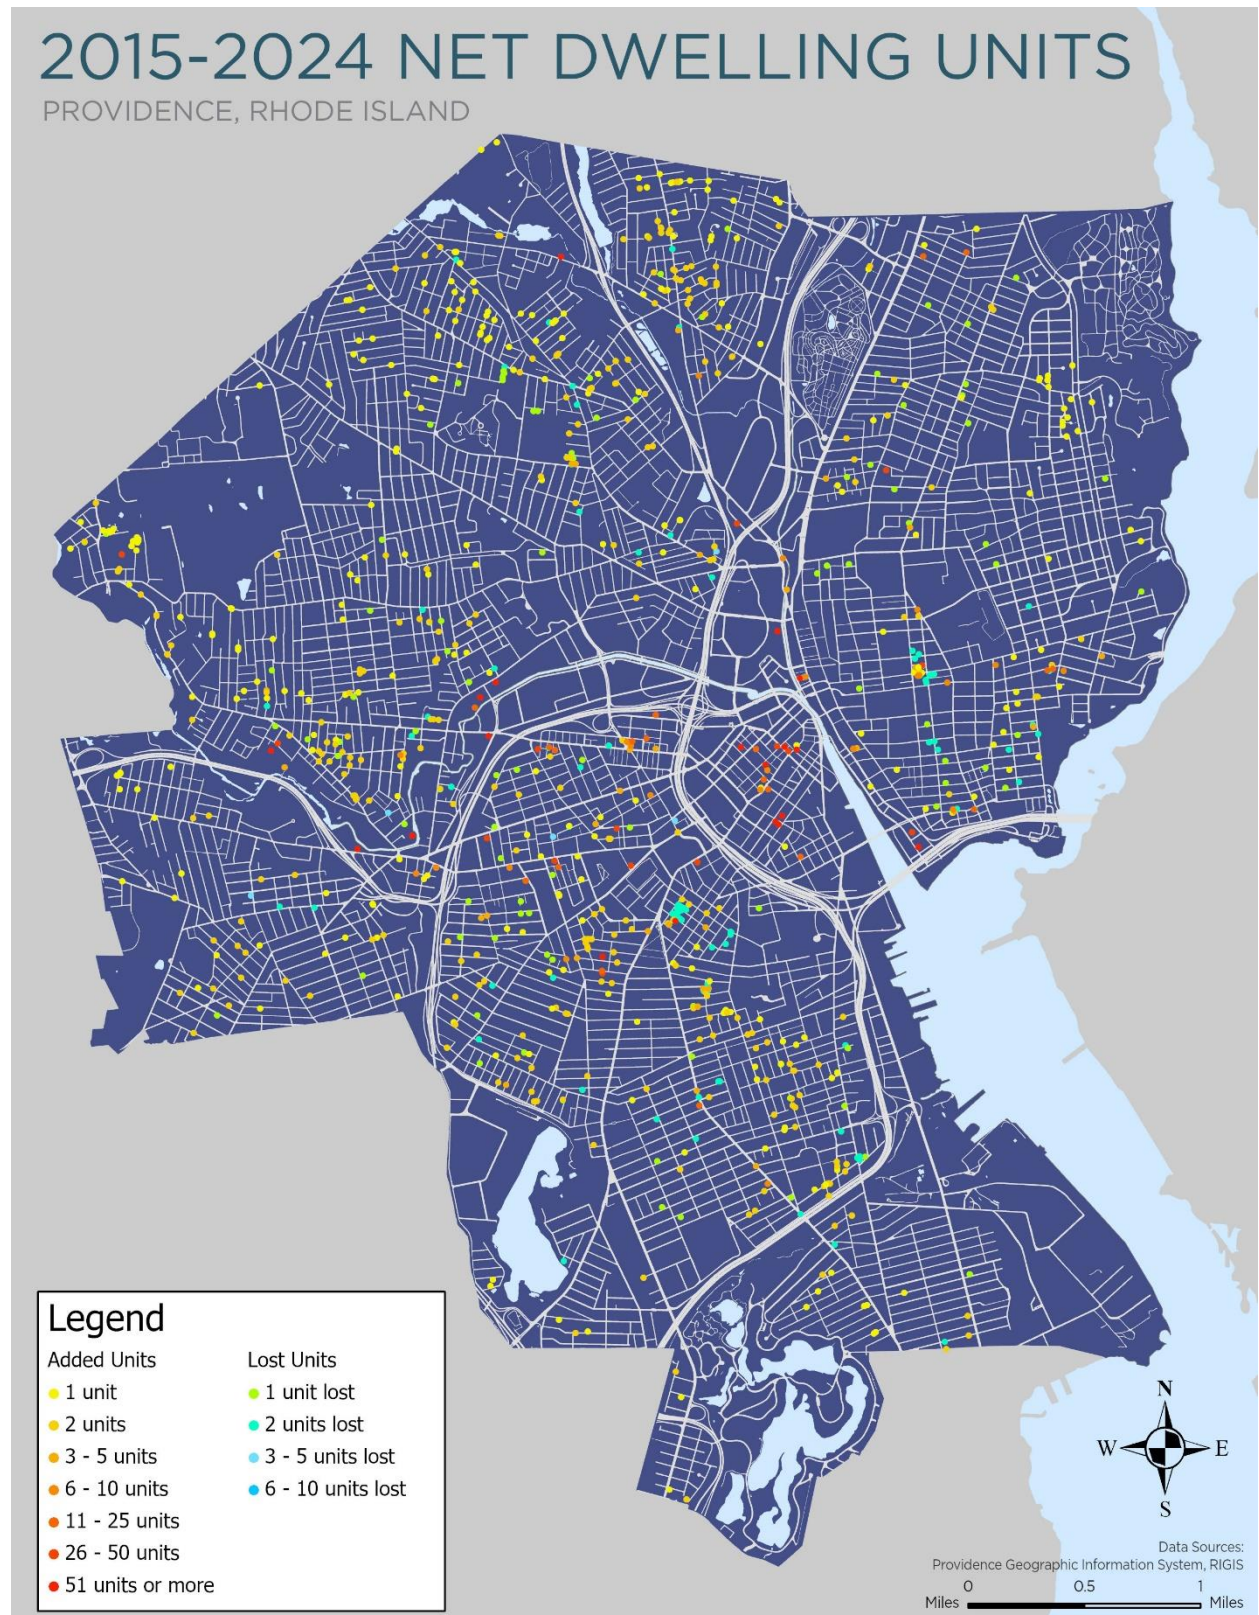 2015-2024 NET DWELLING UNITS
PROVIDENCE, RHODE ISLAND
Legend
Added Units
1 unit
2 units
3 - 5 units
6 - 10 units
11 - 25 units
26 - 50 units
51 units or more
Lost Units
1 unit lost
2 units lost
3 - 5 units lost
6 - 10 units lost
N
W E
S
Data Sources:
Providence Geographic Information System, RIGIS
0 0.5 1
Miles Miles